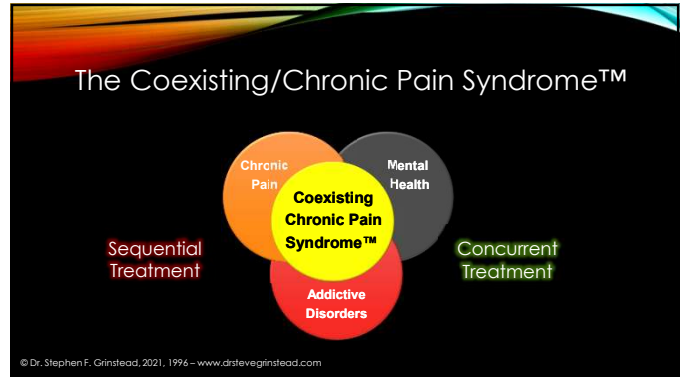 The Coexisting/Chronic Pain Syndrome™
Chronic
Pain
Mental
Health
Coexisting
Chronic Pain
Syndrome™
Sequential
Treatment
Concurrent
Treatment
Addictive
Disorders
© Dr. Stephen F. Grinstead, 2021, 1996 – www.drstevegrinstead.com